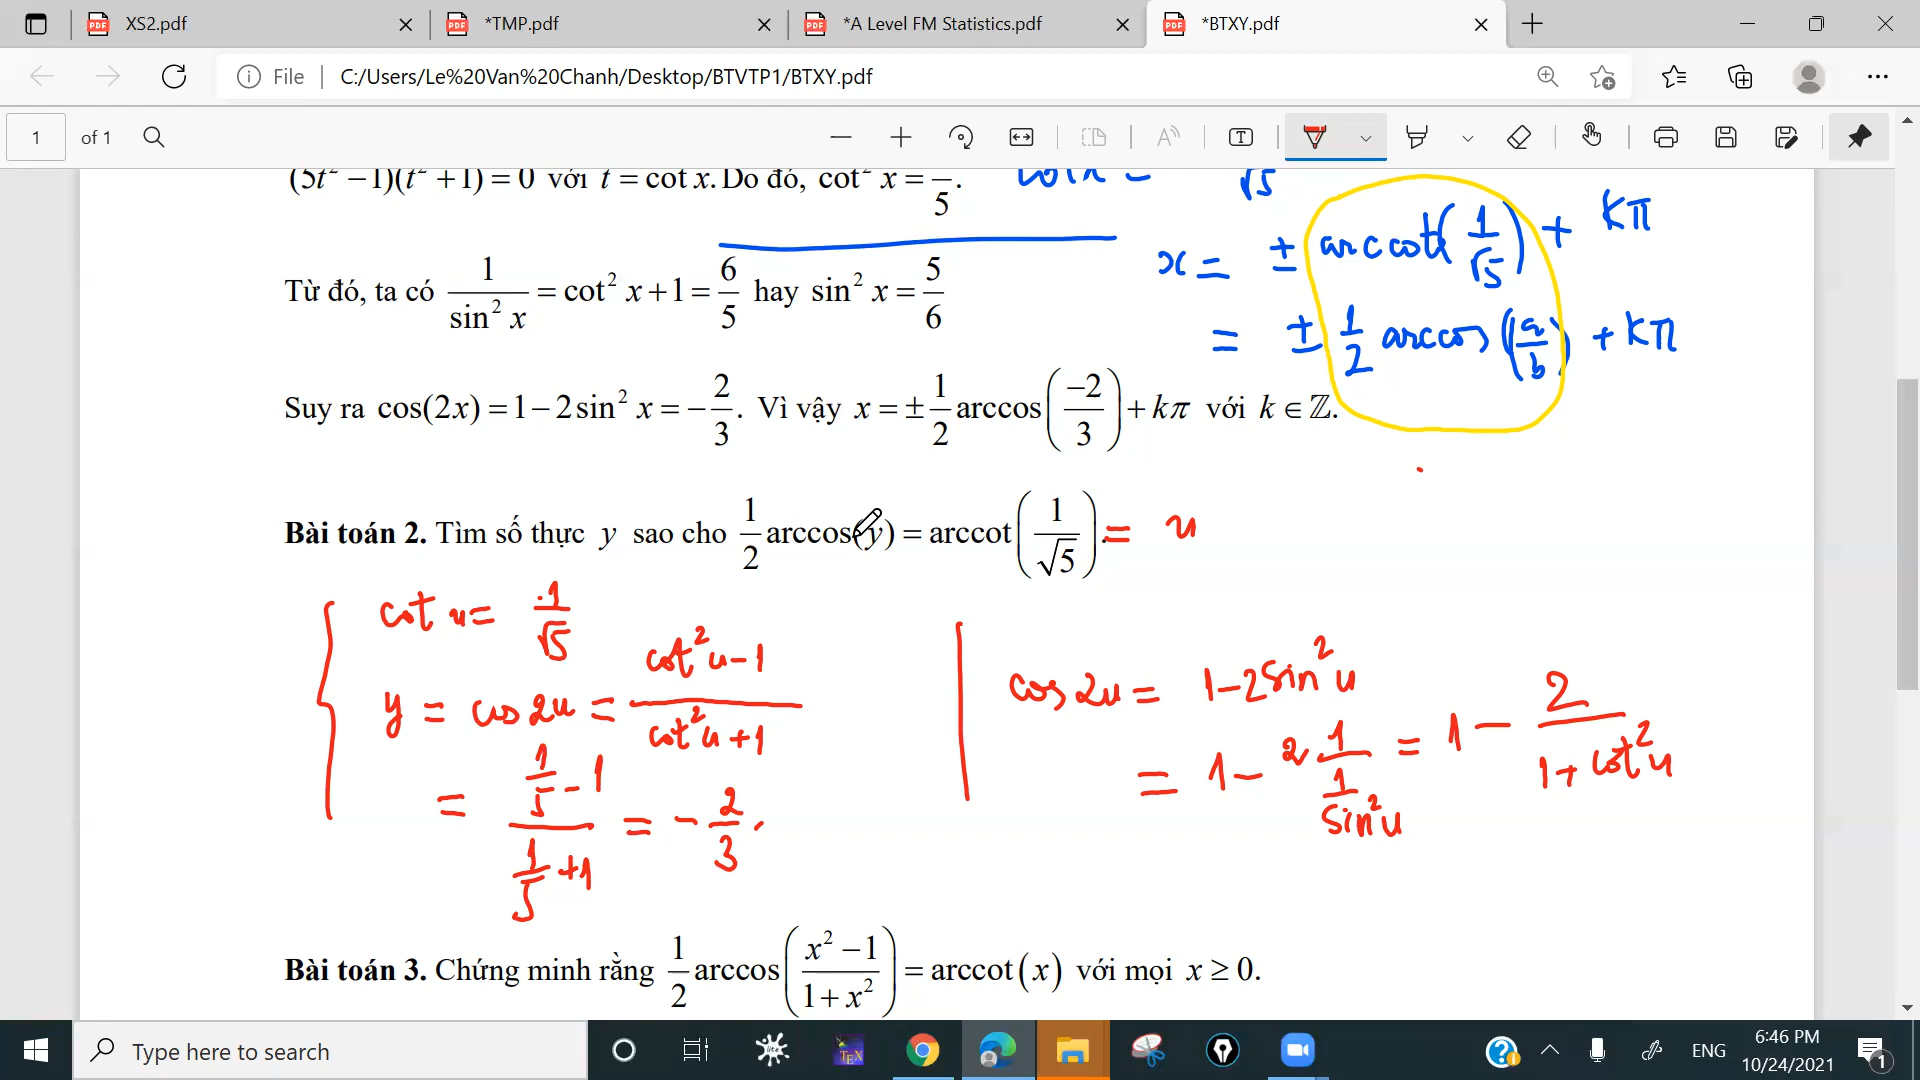 XS2.pdf *TMP.pdf *A Level FM Statistics.pdf *BTXY.pdf
File C:/Users/Le%20Van%20Chanh/Desktop/BTVTP1/BTXY.pdf
1 of 1
(5t² − 1)(t² + 1) = 0 với t = cot x. Do đó, cot² x = 1/5.
x = ± arccot(1/√5) + kπ
Từ đó, ta có 1/sin² x = cot² x + 1 = 6/5 hay sin² x = 5/6
= ± 1/2 arccos(a/b) + kπ
Suy ra cos(2x) = 1 − 2sin² x = −2/3. Vì vậy x = ± 1/2 arccos(−2/3) + kπ với k ∈ ℤ.
Bài toán 2. Tìm số thực y sao cho 1/2 arccos(y) = arccot(1/√5). = u
cot u = 1/√5
y = cos2u = (cot²u − 1)/(cot²u + 1)
= (1/5 − 1)/(1/5 + 1) = − 2/3.
cos2u = 1 − 2sin²u
= 1 − 2 1/(1/sin²u) = 1 − 2/(1 + cot²u)
Bài toán 3. Chứng minh rằng 1/2 arccos((x² − 1)/(1 + x²)) = arccot(x) với mọi x ≥ 0.
Type here to search
ENG
6:46 PM
10/24/2021
1